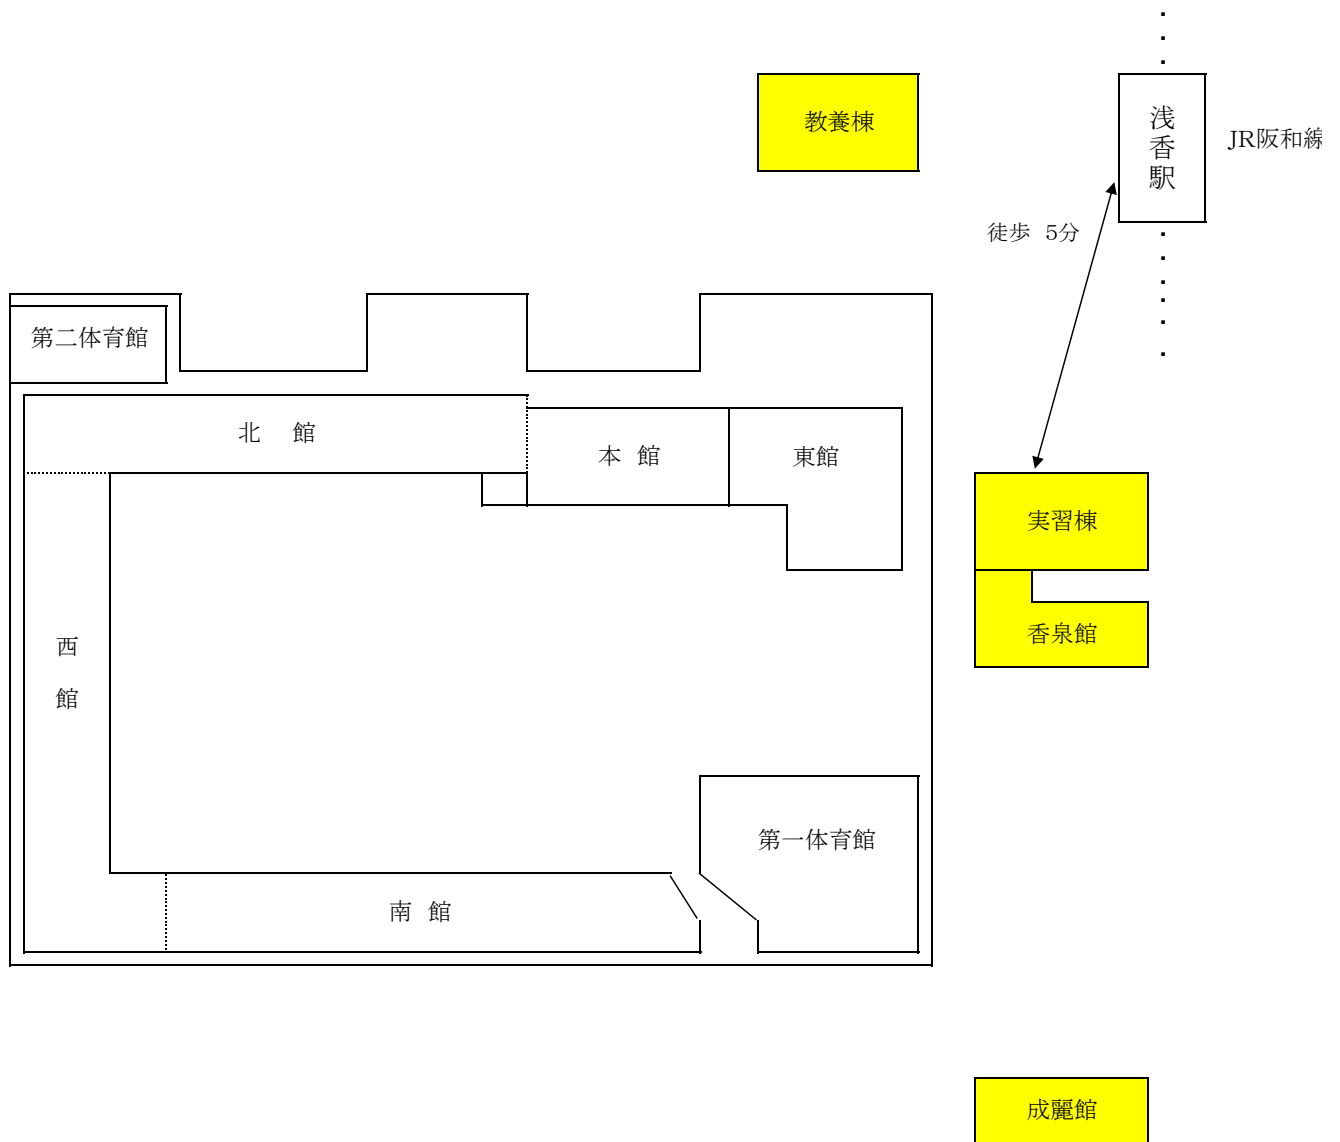 教養棟
浅香駅
JR阪和線
徒歩 5分
第二体育館
北 館
本 館
東館
実習棟
香泉館
西館
第一体育館
南 館
成麗館